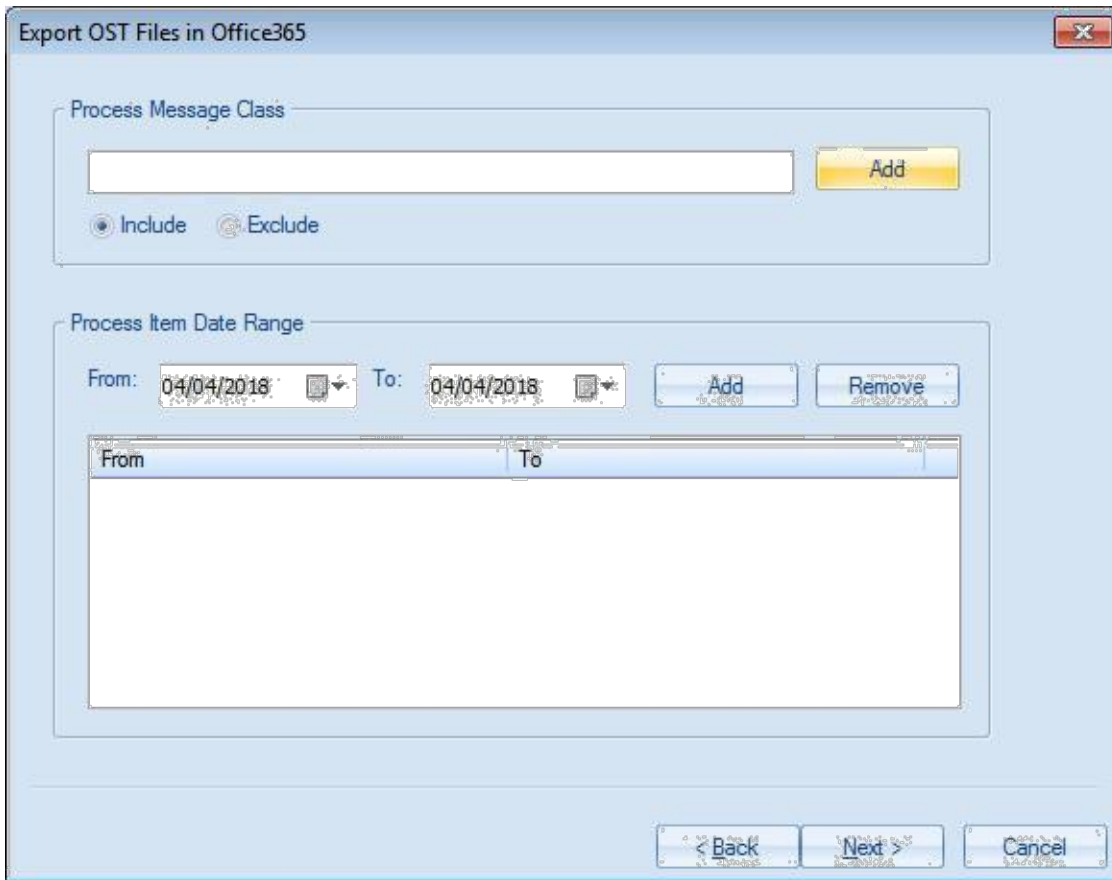 Export OST Files in Office365
Process Message Class
Add
Include Exclude
Process Item Date Range
From: 04/04/2018 To: 04/04/2018 Add Remove
From To
< Back Next > Cancel